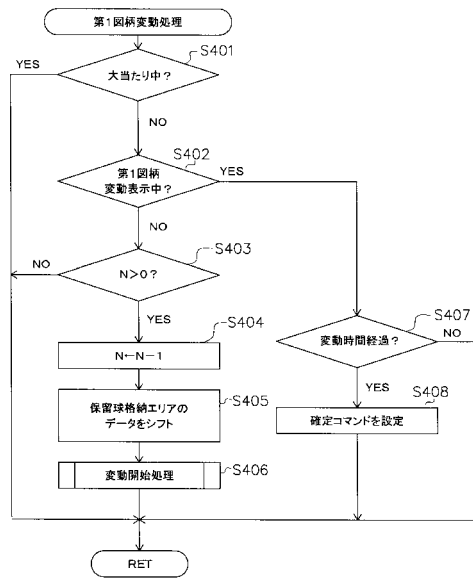 第1図柄変動処理
S401
YES
大当たり中？
NO
S402
第1図柄
変動表示中？
YES
NO
S403
NO
N>0？
YES
S404
N←N－1
S405
保留球格納エリアの
データをシフト
S406
変動開始処理
S407
変動時間経過？
NO
YES
S408
確定コマンドを設定
RET